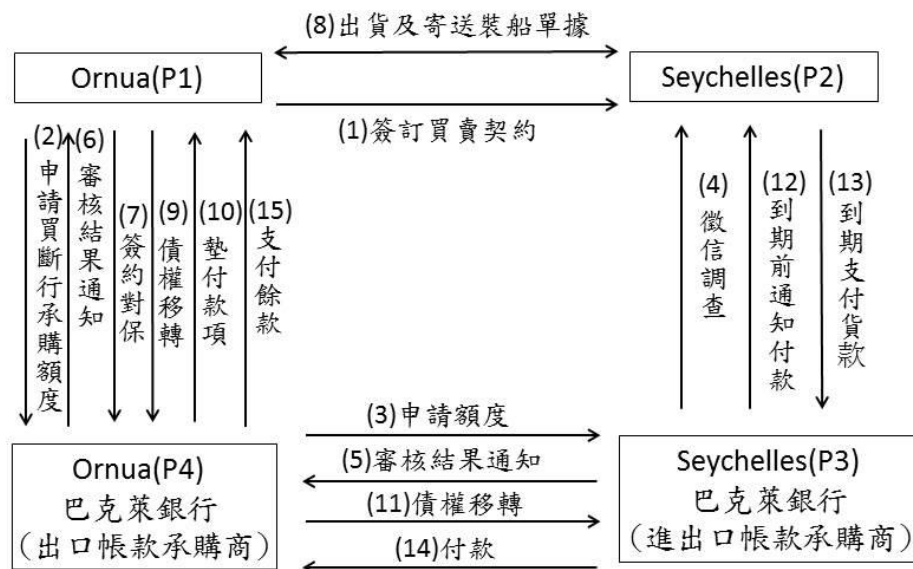 (8)出貨及寄送裝船單據
Ornua(P1)
Seychelles(P2)
(1)簽訂買賣契約
(2)申請買斷行承購額度
(6)審核結果通知
(7)簽約對保
(9)債權移轉
(10)墊付款項
(15)支付餘款
(4)徵信調查
(12)到期前通知付款
(13)到期支付貨款
(3)申請額度
(5)審核結果通知
(11)債權移轉
(14)付款
Ornua(P4)
巴克萊銀行
（出口帳款承購商）
Seychelles(P3)
巴克萊銀行
（進出口帳款承購商）